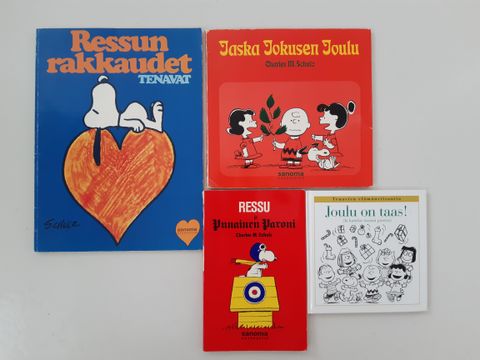 Ressun
rakkaudet
TENAVAT
SCHULZ
sanoma
Jaska Jokusen Joulu
Charles M. Schulz
sanoma
RESSU
ja
Punainen Paroni
Charles M. Schulz
sanoma
Joulu on taas!